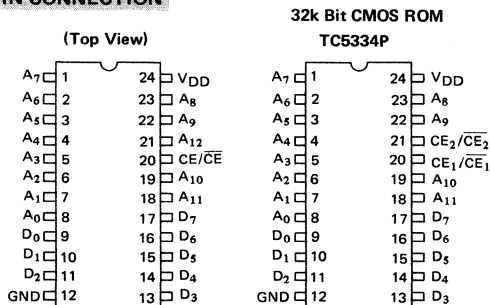 IN CONNECTION
(Top View)
A7 1 24 VDD
A6 2 23 A8
A5 3 22 A9
A4 4 21 A12
A3 5 20 CE/C̅E̅
A2 6 19 A10
A1 7 18 A11
A0 8 17 D7
D0 9 16 D6
D1 10 15 D5
D2 11 14 D4
GND 12 13 D3
32k Bit CMOS ROM
TC5334P
A7 1 24 VDD
A6 2 23 A8
A5 3 22 A9
A4 4 21 CE2/C̅E̅2
A3 5 20 CE1/C̅E̅1
A2 6 19 A10
A1 7 18 A11
A0 8 17 D7
D0 9 16 D6
D1 10 15 D5
D2 11 14 D4
GND 12 13 D3